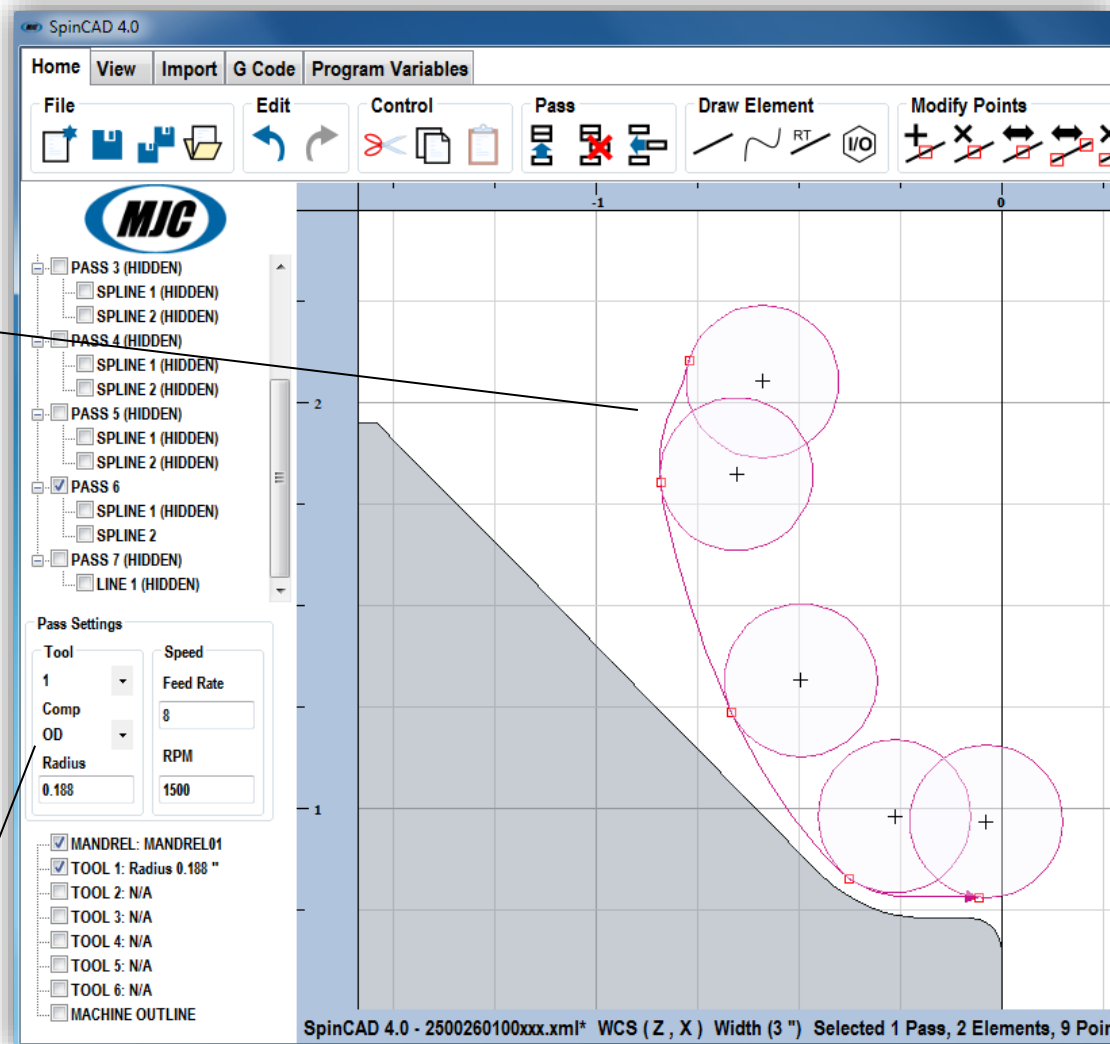 SpinCAD 4.0
Home View Import G Code Program Variables
File Edit Control Pass Draw Element Modify Points
RT I/O
MJC
-1 0
PASS 3 (HIDDEN)
SPLINE 1 (HIDDEN)
SPLINE 2 (HIDDEN)
PASS 4 (HIDDEN)
SPLINE 1 (HIDDEN)
SPLINE 2 (HIDDEN)
PASS 5 (HIDDEN)
SPLINE 1 (HIDDEN)
SPLINE 2 (HIDDEN)
PASS 6
SPLINE 1 (HIDDEN)
SPLINE 2
PASS 7 (HIDDEN)
LINE 1 (HIDDEN)
2
1
Pass Settings
Tool
1
Comp
OD
Radius
0.188
Speed
Feed Rate
8
RPM
1500
MANDREL: MANDREL01
TOOL 1: Radius 0.188 "
TOOL 2: N/A
TOOL 3: N/A
TOOL 4: N/A
TOOL 5: N/A
TOOL 6: N/A
MACHINE OUTLINE
SpinCAD 4.0 - 2500260100xxx.xml* WCS ( Z , X ) Width (3 ") Selected 1 Pass, 2 Elements, 9 Poin